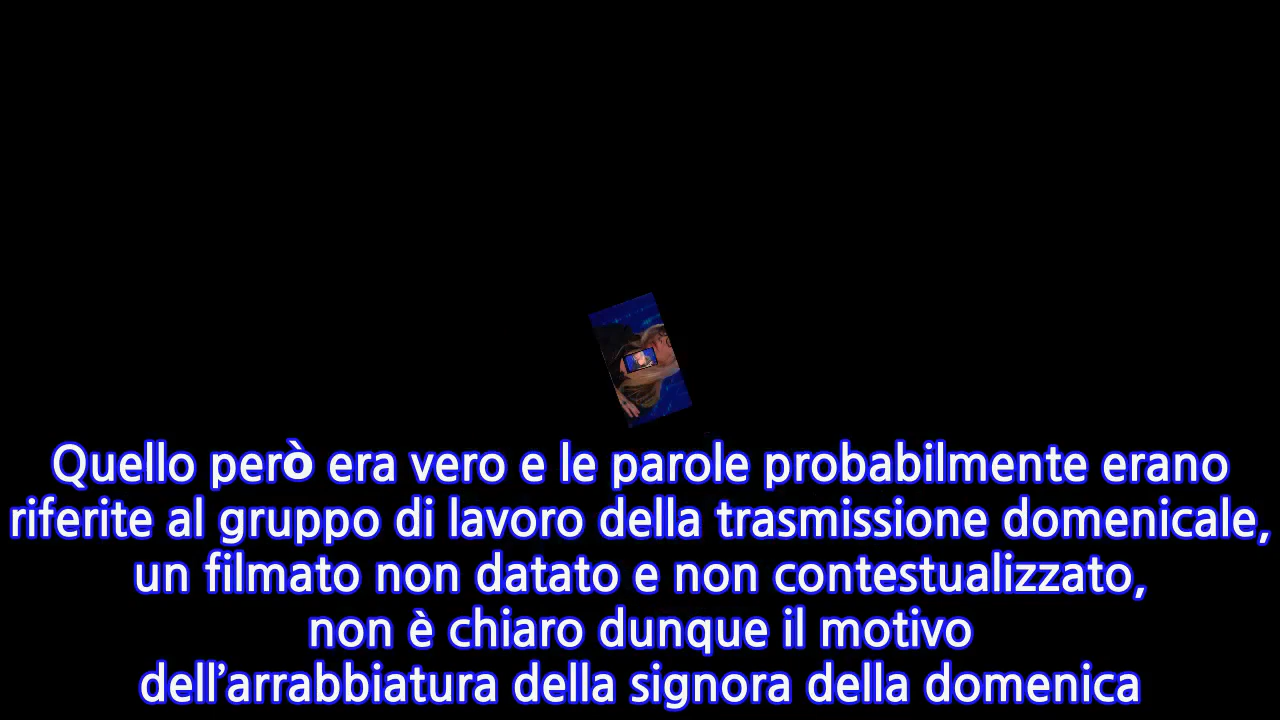 Quello però era vero e le parole probabilmente erano
riferite al gruppo di lavoro della trasmissione domenicale,
un filmato non datato e non contestualizzato,
non è chiaro dunque il motivo
dell’arrabbiatura della signora della domenica